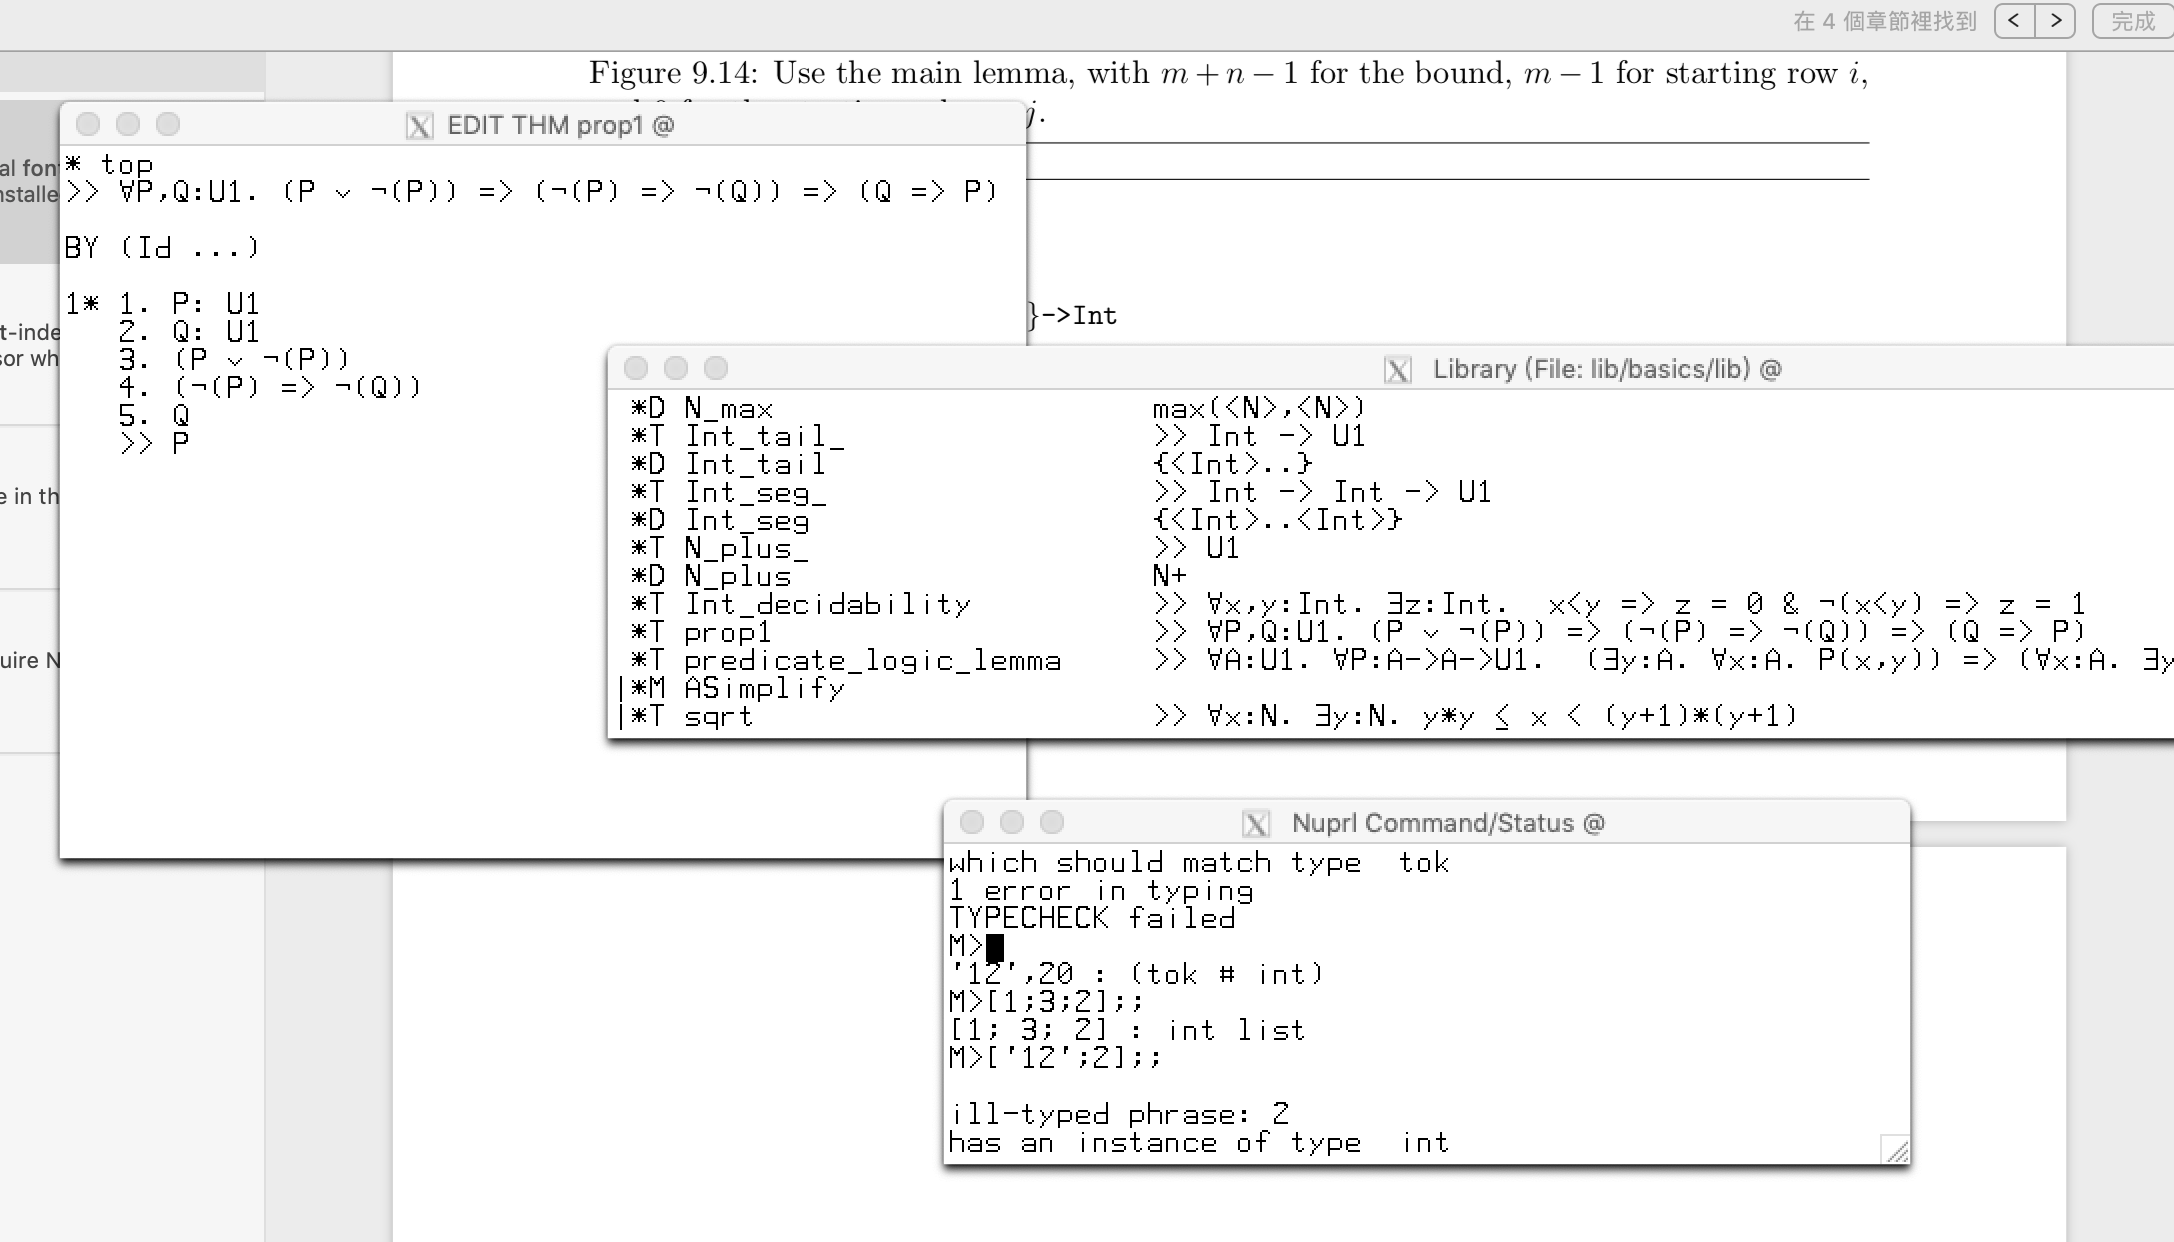 在 4 個章節裡找到 < > 完成
Figure 9.14: Use the main lemma, with m + n − 1 for the bound, m − 1 for starting row i,
j.
EDIT THM prop1 @
* top
>> ∀P,Q:U1. (P ∨ ¬(P)) => (¬(P) => ¬(Q)) => (Q => P)
BY (Id ...)
1* 1. P: U1
2. Q: U1
3. (P ∨ ¬(P))
4. (¬(P) => ¬(Q))
5. Q
>> P
}->Int
Library (File: lib/basics/lib) @
*D N_max max(<N>,<N>)
*T Int_tail_ >> Int -> U1
*D Int_tail {<Int>..}
*T Int_seg_ >> Int -> Int -> U1
*D Int_seg {<Int>..<Int>}
*T N_plus_ >> U1
*D N_plus N+
*T Int_decidability >> ∀x,y:Int. ∃z:Int. x<y => z = 0 & ¬(x<y) => z = 1
*T prop1 >> ∀P,Q:U1. (P ∨ ¬(P)) => (¬(P) => ¬(Q)) => (Q => P)
*T predicate_logic_lemma >> ∀A:U1. ∀P:A->A->U1. (∃y:A. ∀x:A. P(x,y)) => (∀x:A. ∃y
|*M ASimplify
|*T sqrt >> ∀x:N. ∃y:N. y*y ≤ x < (y+1)*(y+1)
Nuprl Command/Status @
which should match type tok
1 error in typing
TYPECHECK failed
M>
'12',20 : (tok # int)
M>[1;3;2];;
[1; 3; 2] : int list
M>['12';2];;
ill-typed phrase: 2
has an instance of type int
al font
nstalle
t-inde
sor wh
e in th
uire N